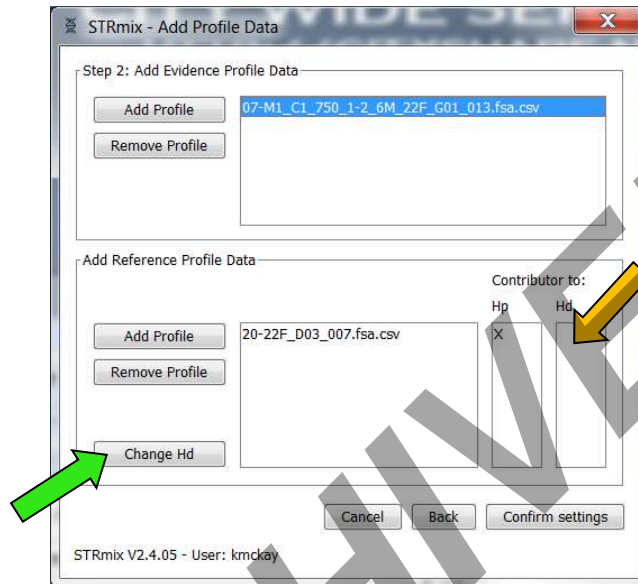 STRmix - Add Profile Data
Step 2: Add Evidence Profile Data
Add Profile
07-M1_C1_750_1-2_6M_22F_G01_013.fsa.csv
Remove Profile
Add Reference Profile Data
Contributor to:
Hp Hd
Add Profile
20-22F_D03_007.fsa.csv
X
Remove Profile
Change Hd
Cancel
Back
Confirm settings
STRmix V2.4.05 - User: kmckay